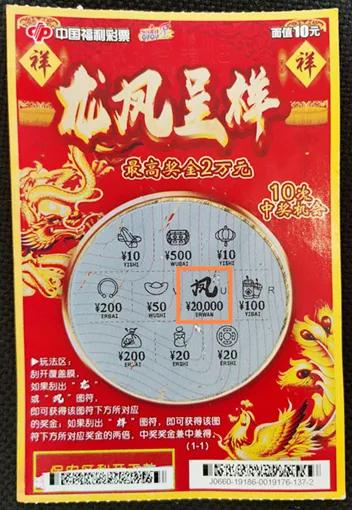 中国福利彩票
面值10元
祥
祥
龙凤呈祥
最高奖金2万元
10次
中奖机会
¥10
YISHI
¥500
WUBAI
¥10
YISHI
¥200
ERBAI
¥50
WUSHI
凤
¥20,000
ERWAN
U
R
¥100
YIBAI
¥200
ERBAI
¥20
ERSHI
¥20
ERSHI
▶玩法区:
刮开覆盖膜,
如果刮出“龙”
或“凤”图符,
即可获得该图符下方所对应
的奖金;如果刮出“祥”图符,即可获得该图
符下方所对应奖金的两倍,中奖奖金兼中兼得。
(1-1)
J0660-19186-0019176-137-2